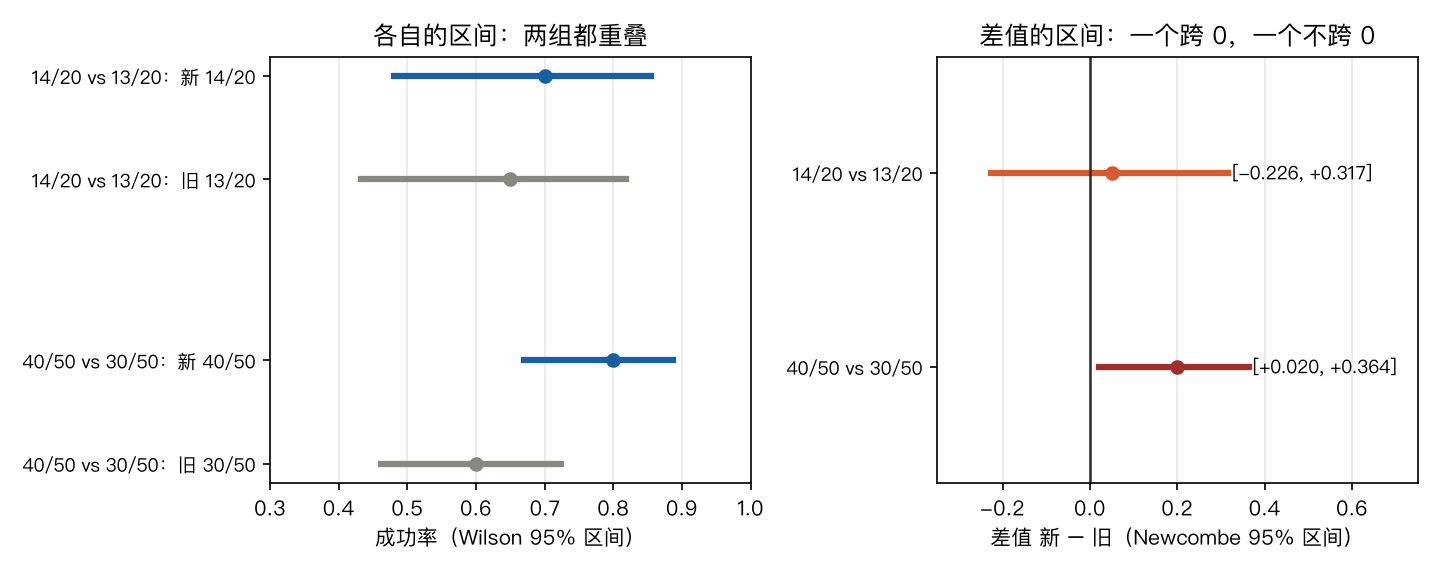 各自的区间：两组都重叠
14/20 vs 13/20：新 14/20
14/20 vs 13/20：旧 13/20
40/50 vs 30/50：新 40/50
40/50 vs 30/50：旧 30/50
0.3 0.4 0.5 0.6 0.7 0.8 0.9 1.0
成功率（Wilson 95% 区间）
差值的区间：一个跨 0，一个不跨 0
14/20 vs 13/20
[−0.226, +0.317]
40/50 vs 30/50
[+0.020, +0.364]
−0.2 0.0 0.2 0.4 0.6
差值 新 − 旧（Newcombe 95% 区间）